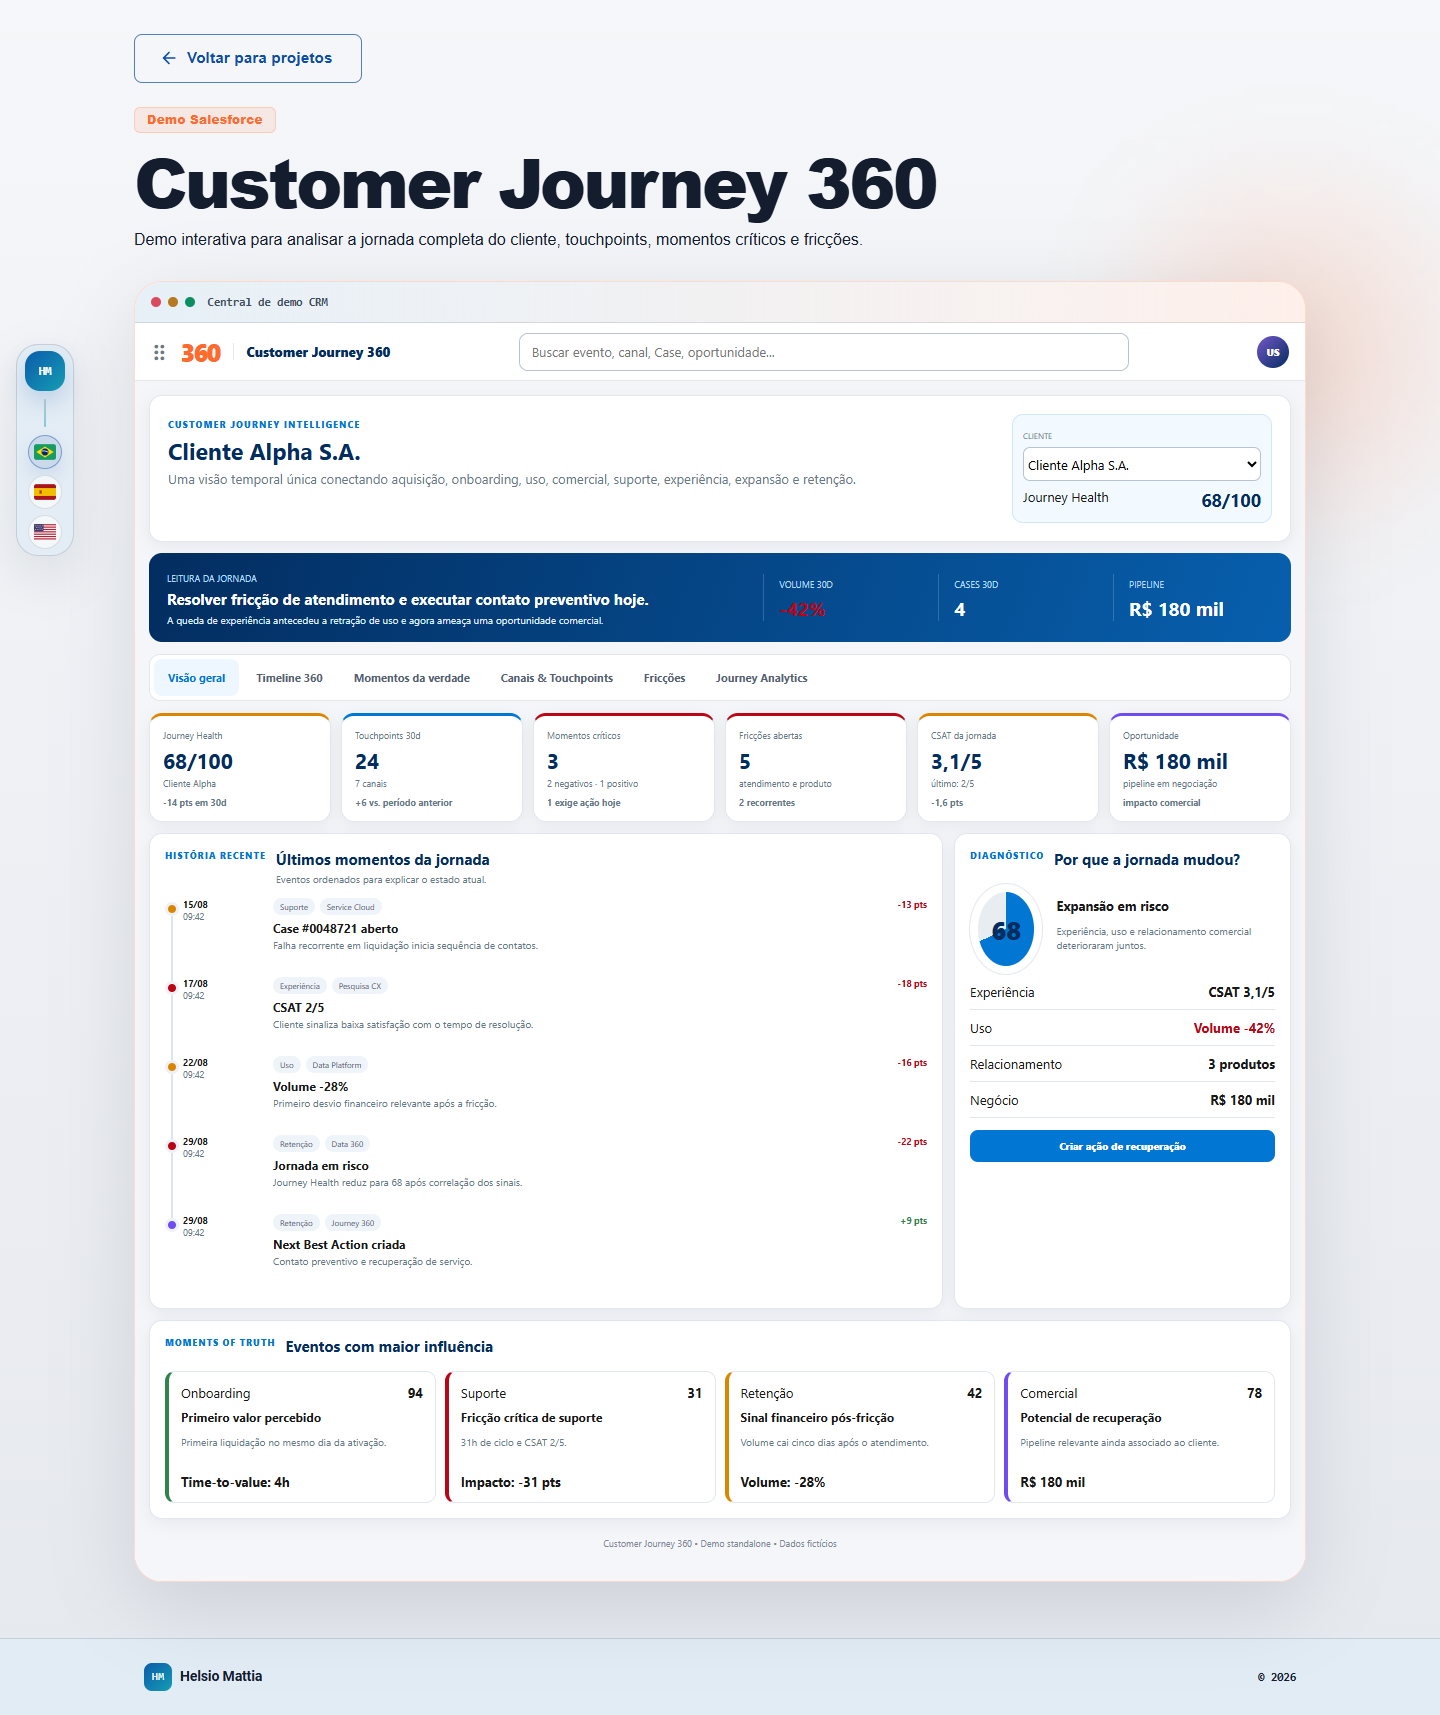 Voltar para projetos
Demo Salesforce
Customer Journey 360
Demo interativa para analisar a jornada completa do cliente, touchpoints, momentos críticos e fricções.
Central de demo CRM
360
Customer Journey 360
Buscar evento, canal, Case, oportunidade...
US
HM
CUSTOMER JOURNEY INTELLIGENCE
Cliente Alpha S.A.
Uma visão temporal única conectando aquisição, onboarding, uso, comercial, suporte, experiência, expansão e retenção.
CLIENTE
Cliente Alpha S.A.
Journey Health 68/100
LEITURA DA JORNADA
Resolver fricção de atendimento e executar contato preventivo hoje.
A queda de experiência antecedeu a retração de uso e agora ameaça uma oportunidade comercial.
VOLUME 30D
-42%
CASES 30D
4
PIPELINE
R$ 180 mil
Visão geral Timeline 360 Momentos da verdade Canais & Touchpoints Fricções Journey Analytics
Journey Health
68/100
Cliente Alpha
-14 pts em 30d
Touchpoints 30d
24
7 canais
+6 vs. período anterior
Momentos críticos
3
2 negativos · 1 positivo
1 exige ação hoje
Fricções abertas
5
atendimento e produto
2 recorrentes
CSAT da jornada
3,1/5
último: 2/5
-1,6 pts
Oportunidade
R$ 180 mil
pipeline em negociação
impacto comercial
HISTÓRIA RECENTE Últimos momentos da jornada
Eventos ordenados para explicar o estado atual.
15/08
09:42
Suporte Service Cloud
Case #0048721 aberto
Falha recorrente em liquidação inicia sequência de contatos.
-13 pts
17/08
09:42
Experiência Pesquisa CX
CSAT 2/5
Cliente sinaliza baixa satisfação com o tempo de resolução.
-18 pts
22/08
09:42
Uso Data Platform
Volume -28%
Primeiro desvio financeiro relevante após a fricção.
-16 pts
29/08
09:42
Retenção Data 360
Jornada em risco
Journey Health reduz para 68 após correlação dos sinais.
-22 pts
29/08
09:42
Retenção Journey 360
Next Best Action criada
Contato preventivo e recuperação de serviço.
+9 pts
DIAGNÓSTICO Por que a jornada mudou?
68
Expansão em risco
Experiência, uso e relacionamento comercial
deterioraram juntos.
Experiência CSAT 3,1/5
Uso Volume -42%
Relacionamento 3 produtos
Negócio R$ 180 mil
Criar ação de recuperação
MOMENTS OF TRUTH Eventos com maior influência
Onboarding 94
Primeiro valor percebido
Primeira liquidação no mesmo dia da ativação.
Time-to-value: 4h
Suporte 31
Fricção crítica de suporte
31h de ciclo e CSAT 2/5.
Impacto: -31 pts
Retenção 42
Sinal financeiro pós-fricção
Volume cai cinco dias após o atendimento.
Volume: -28%
Comercial 78
Potencial de recuperação
Pipeline relevante ainda associado ao cliente.
R$ 180 mil
Customer Journey 360 • Demo standalone • Dados fictícios
HM Helsio Mattia
© 2026